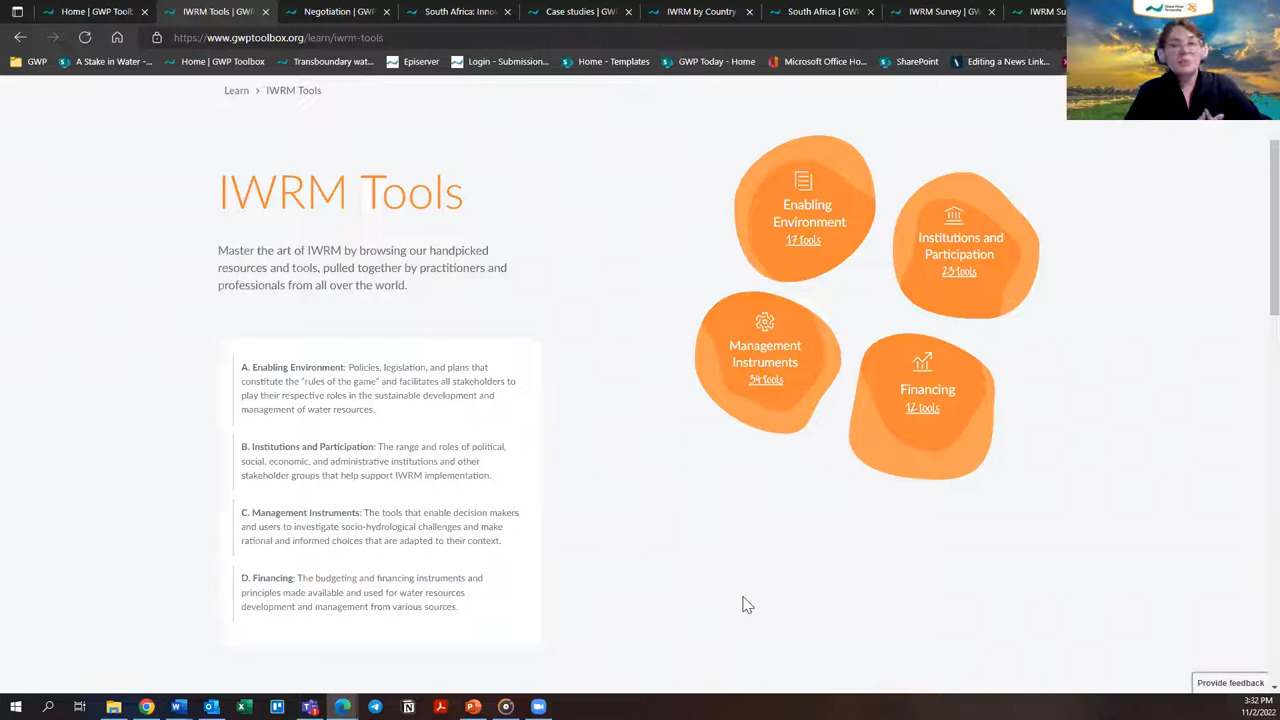 Home | GWP Toolb
IWRM Tools | GWP
Negotiation | GWP
South Africa: Inno
Case studies | GW
IWRM by Country
South Africa | GW
IWRM Survey | GW
IWRM Su
https://www.gwptoolbox.org/learn/iwrm-tools
GWP
A Stake in Water -...
Home | GWP Toolbox
Transboundary wat...
Episerver
Login - Submission...
Home - Templates
GWP Today - Home
Microsoft Office Ho...
SharePoint
Editing a News Link...
Learn > IWRM Tools
IWRM Tools
Master the art of IWRM by browsing our handpicked
resources and tools, pulled together by practitioners and
professionals from all over the world.
A. Enabling Environment: Policies, legislation, and plans that
constitute the "rules of the game" and facilitates all stakeholders to
play their respective roles in the sustainable development and
management of water resources.
B. Institutions and Participation: The range and roles of political,
social, economic, and administrative institutions and other
stakeholder groups that help support IWRM implementation.
C. Management Instruments: The tools that enable decision makers
and users to investigate socio-hydrological challenges and make
rational and informed choices that are adapted to their context.
D. Financing: The budgeting and financing instruments and
principles made available and used for water resources
development and management from various sources.
Enabling
Environment
17 tools
Institutions and
Participation
23 tools
Management
Instruments
34 tools
Financing
12 tools
Provide feedback
3:32 PM
11/2/2022